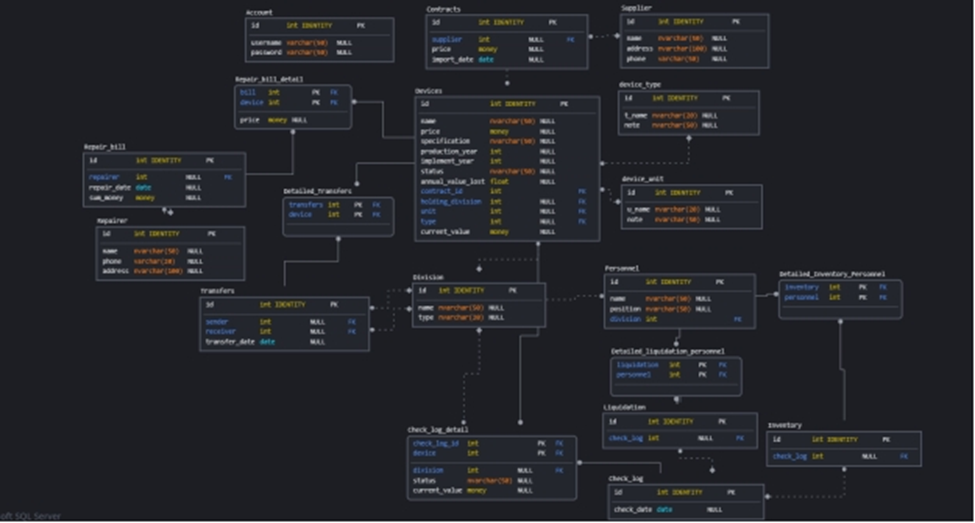 Account
id int IDENTITY PK
username varchar(50) NULL
password varchar(50) NULL
Contracts
id int IDENTITY PK
supplier int NULL FK
price money NULL
import_date date NULL
Supplier
id int IDENTITY PK
name nvarchar(50) NULL
address nvarchar(100) NULL
phone varchar(50) NULL
Repair_bill_detail
bill int PK FK
device int PK FK
price money NULL
Devices
id int IDENTITY PK
name nvarchar(50) NULL
price money NULL
specification nvarchar(50) NULL
production_year int NULL
implement_year int NULL
status nvarchar(50) NULL
annual_value_lost float NULL
contract_id int FK
holding_division int NULL FK
unit int NULL FK
type int NULL FK
current_value money NULL
device_type
id int IDENTITY PK
t_name nvarchar(20) NULL
note nvarchar(50) NULL
Repair_bill
id int IDENTITY PK
repairer int NULL FK
repair_date date NULL
sum_money money NULL
Detailed_Transfers
transfers int PK FK
device int PK FK
device_unit
id int IDENTITY PK
u_name nvarchar(20) NULL
note nvarchar(50) NULL
Repairer
id int IDENTITY PK
name nvarchar(50) NULL
phone varchar(20) NULL
address nvarchar(100) NULL
Transfers
id int IDENTITY PK
sender int NULL FK
receiver int NULL FK
transfer_date date NULL
Division
id int IDENTITY PK
name nvarchar(50) NULL
type nvarchar(30) NULL
Personnel
id int IDENTITY PK
name nvarchar(50) NULL
position nvarchar(50) NULL
division int FK
Detailed_Inventory_Personnel
inventory int PK FK
personnel int PK FK
Detailed_liquidation_personnel
liquidation int PK FK
personnel int PK FK
Liquidation
id int IDENTITY PK
check_log int NULL FK
Inventory
id int IDENTITY PK
check_log int NULL FK
Check_log_detail
check_log_id int PK FK
device int PK FK
division int NULL FK
status nvarchar(50) NULL
current_value money NULL
Check_log
id int IDENTITY PK
check_date date NULL
oft SQL Server